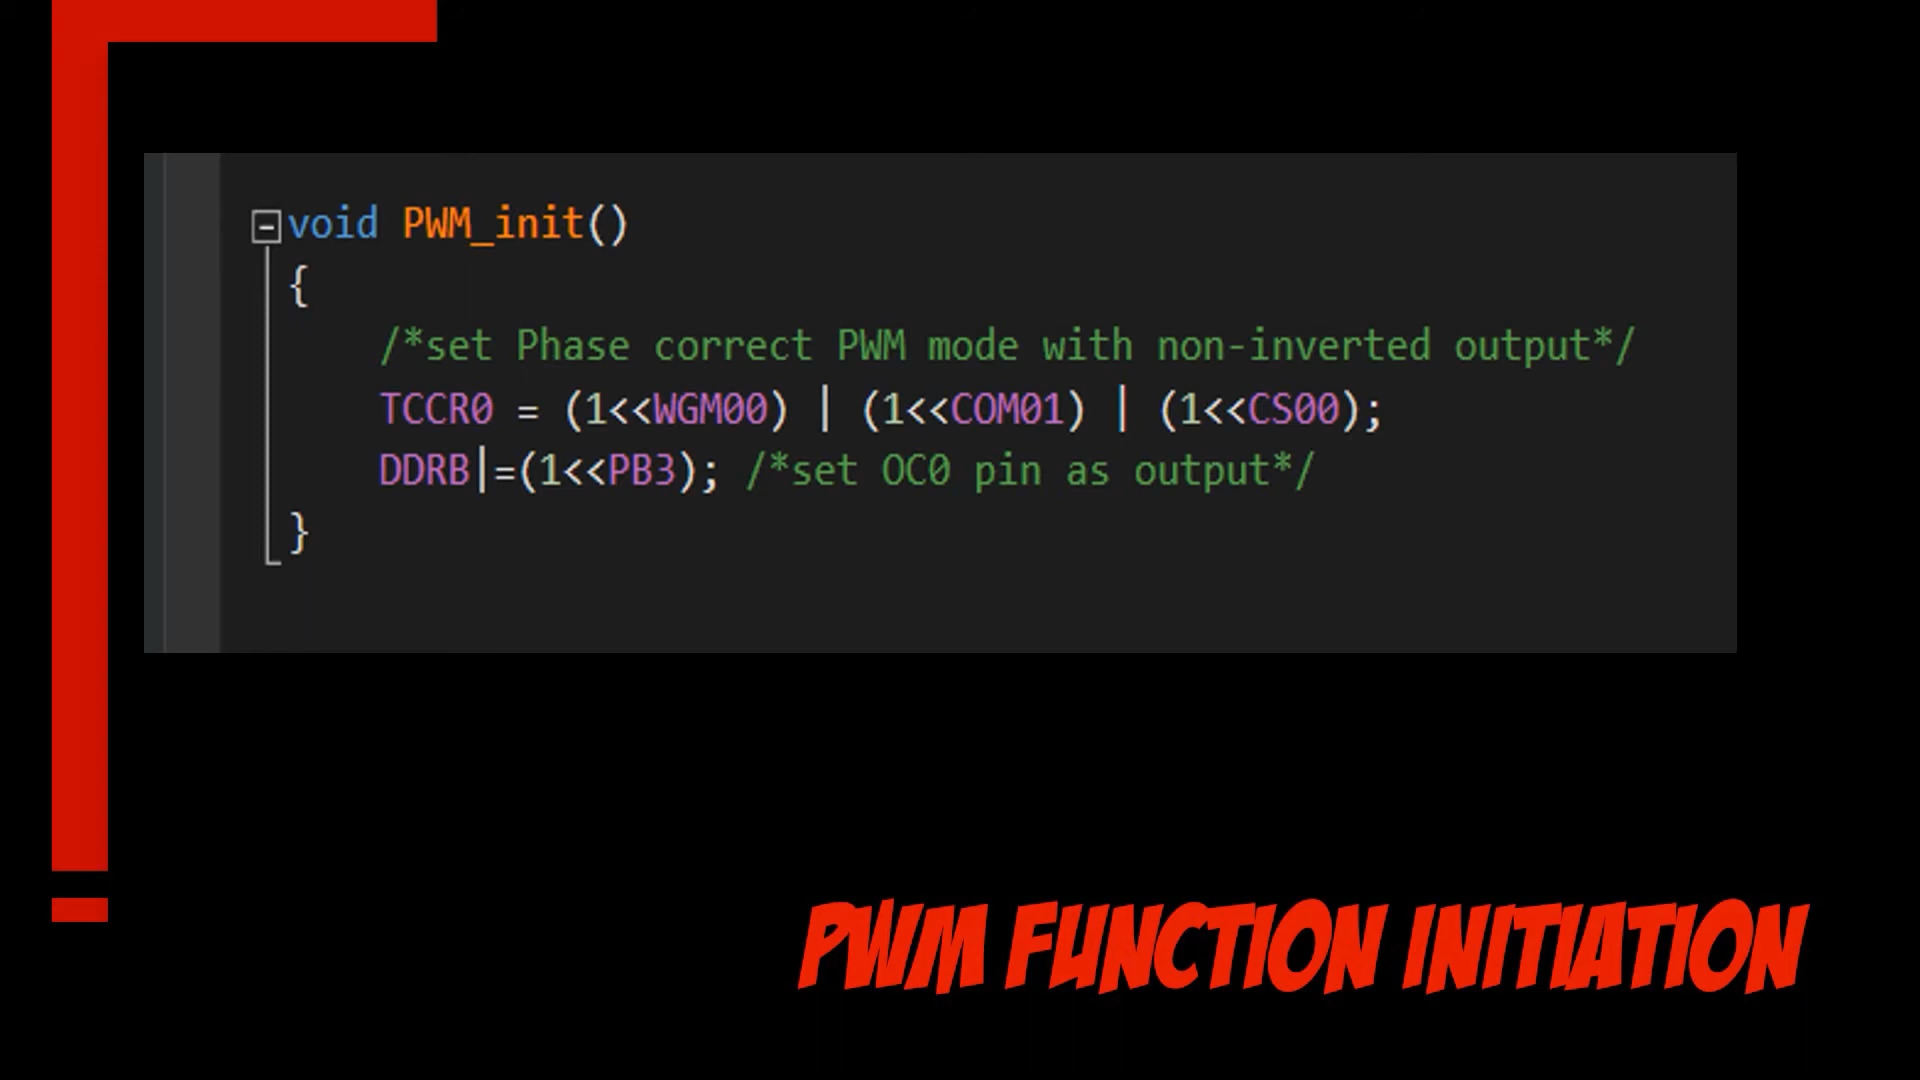 void PWM_init()
{
/*set Phase correct PWM mode with non-inverted output*/
TCCR0 = (1<<WGM00) | (1<<COM01) | (1<<CS00);
DDRB|=(1<<PB3); /*set OC0 pin as output*/
}
PWM FUNCTION INITIATION